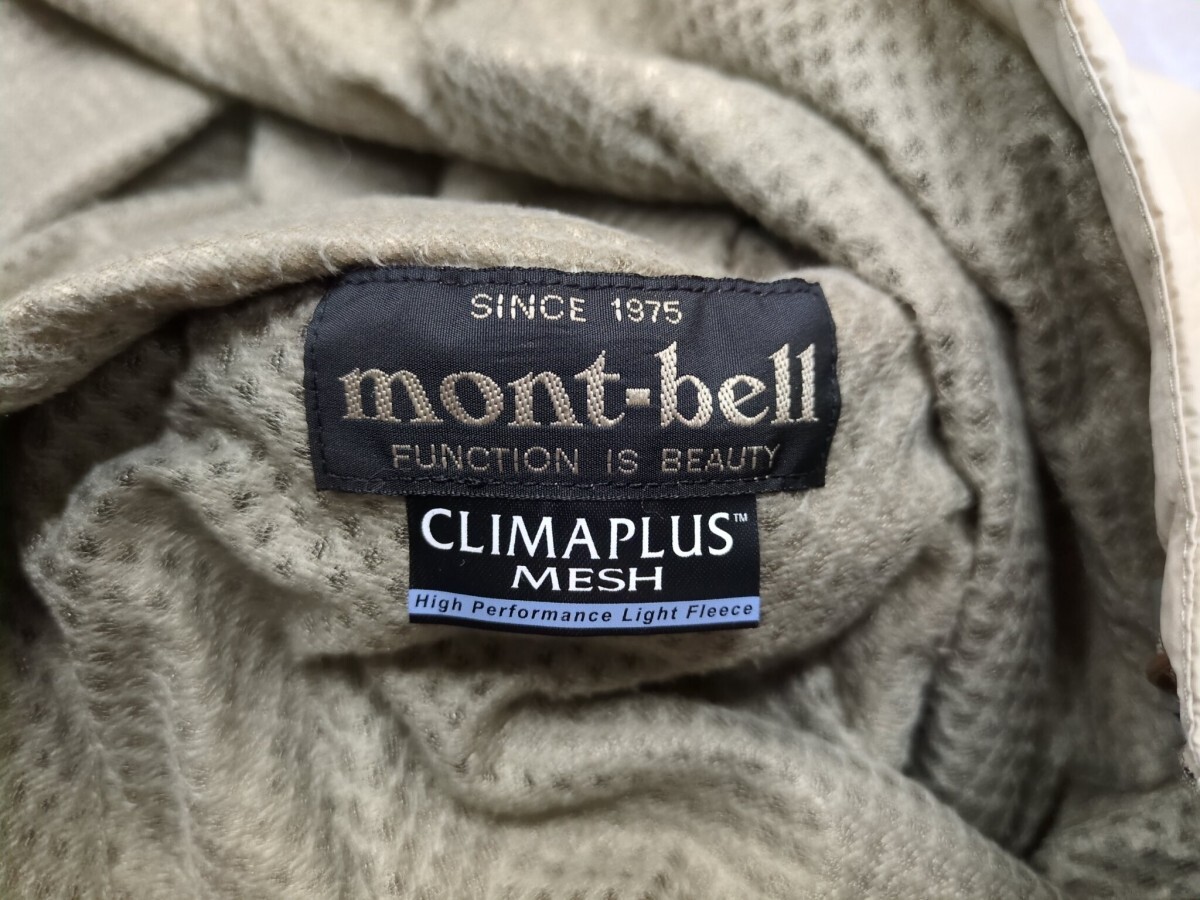 SINCE 1975
mont-bell
FUNCTION IS BEAUTY
CLIMAPLUS™
MESH
High Performance Light Fleece